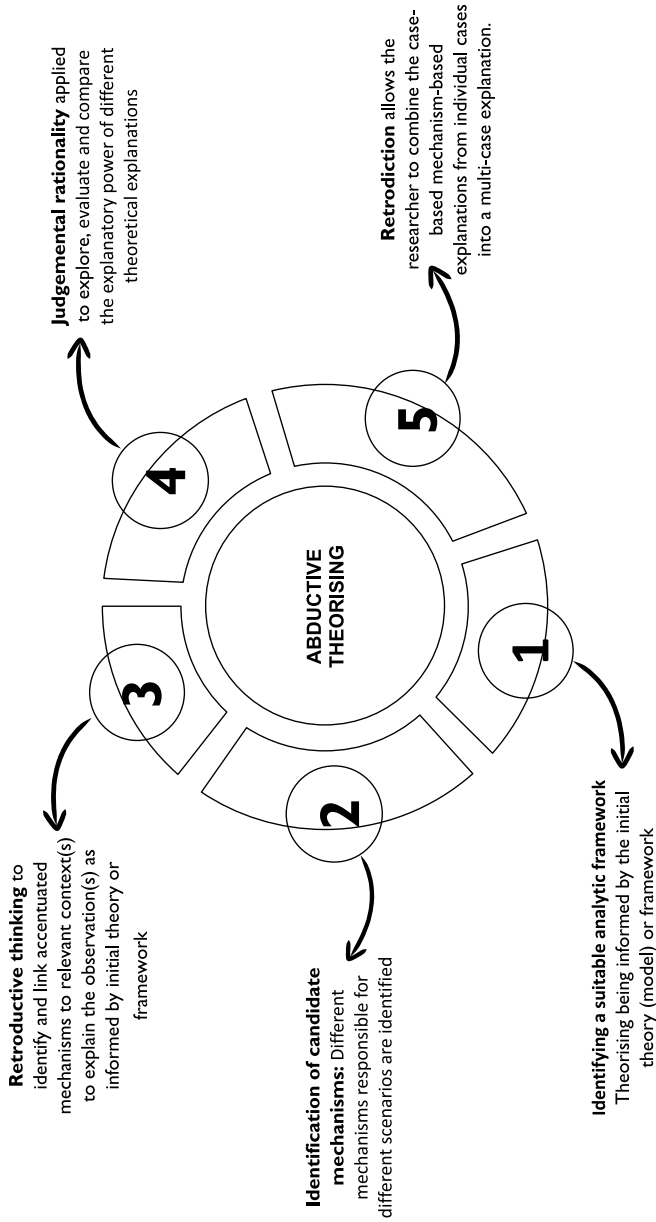 ABDUCTIVE
THEORISING
1
Identifying a suitable analytic framework
Theorising being informed by the initial
theory (model) or framework
2
Identification of candidate
mechanisms: Different
mechanisms responsible for
different scenarios are identified
3
Retroductive thinking to
identify and link accentuated
mechanisms to relevant context(s)
to explain the observation(s) as
informed by initial theory or
framework
4
Judgemental rationality applied
to explore, evaluate and compare
the explanatory power of different
theoretical explanations
5
Retrodiction allows the
researcher to combine the case-
based mechanism-based
explanations from individual cases
into a multi-case explanation.